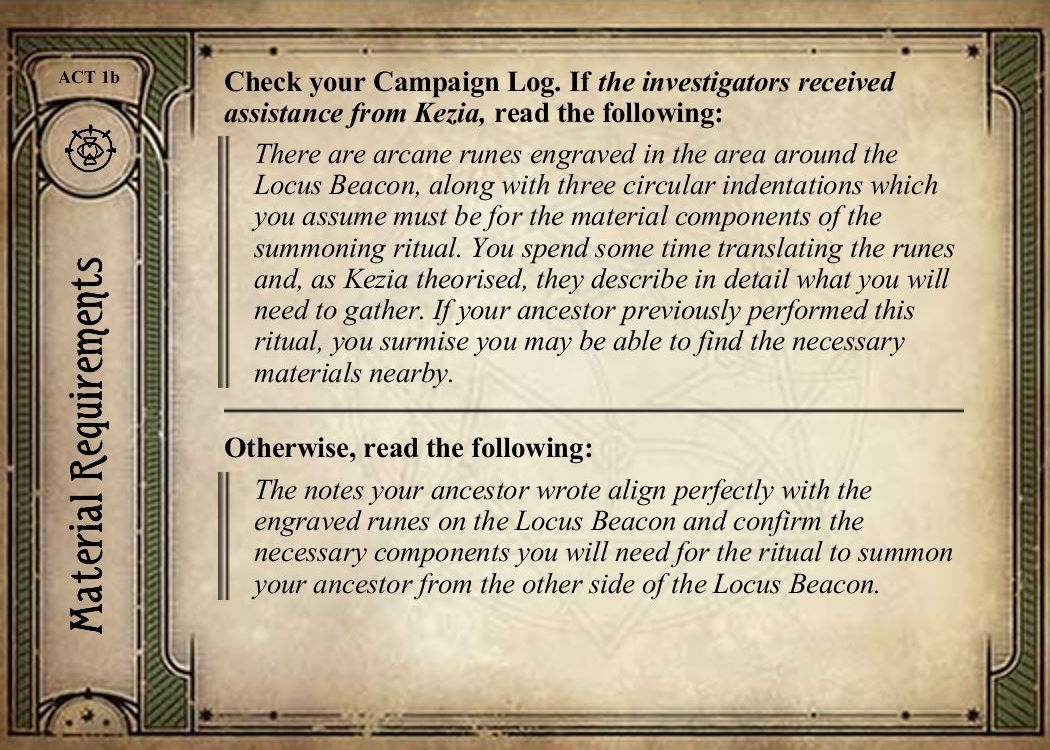 ACT 1b
Material Requirements
Check your Campaign Log. If the investigators received
assistance from Kezia, read the following:
There are arcane runes engraved in the area around the
Locus Beacon, along with three circular indentations which
you assume must be for the material components of the
summoning ritual. You spend some time translating the runes
and, as Kezia theorised, they describe in detail what you will
need to gather. If your ancestor previously performed this
ritual, you surmise you may be able to find the necessary
materials nearby.
Otherwise, read the following:
The notes your ancestor wrote align perfectly with the
engraved runes on the Locus Beacon and confirm the
necessary components you will need for the ritual to summon
your ancestor from the other side of the Locus Beacon.